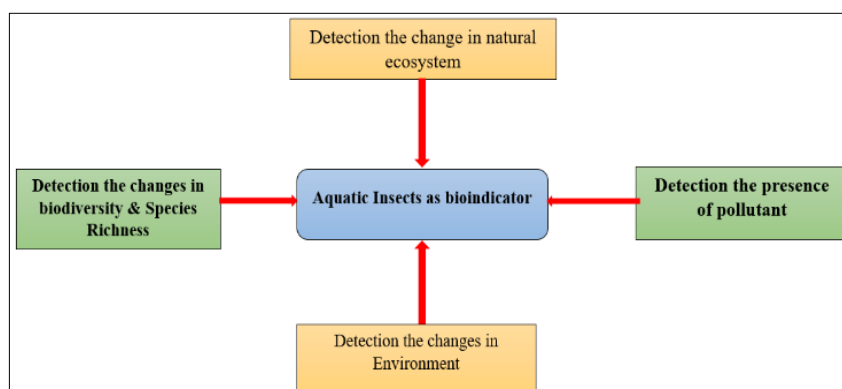 Detection the change in natural
ecosystem
Detection the changes in
biodiversity & Species
Richness
Aquatic Insects as bioindicator
Detection the presence
of pollutant
Detection the changes in
Environment